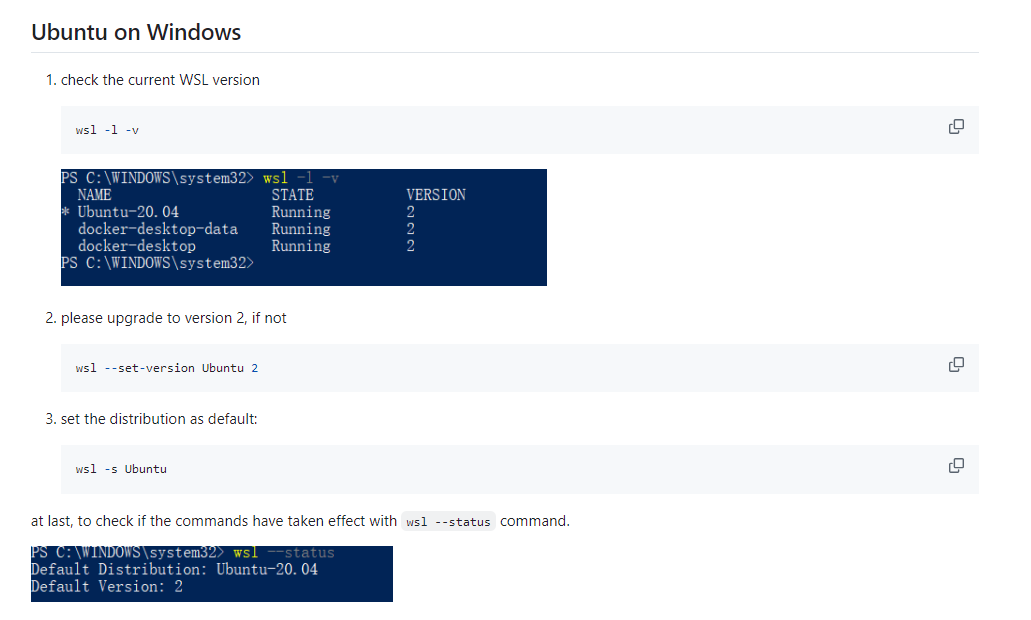 Ubuntu on Windows
1. check the current WSL version
wsl -l -v
PS C:\WINDOWS\system32> wsl -l -v
NAME STATE VERSION
* Ubuntu-20.04 Running 2
docker-desktop-data Running 2
docker-desktop Running 2
PS C:\WINDOWS\system32>
2. please upgrade to version 2, if not
wsl --set-version Ubuntu 2
3. set the distribution as default:
wsl -s Ubuntu
at last, to check if the commands have taken effect with wsl --status command.
PS C:\WINDOWS\system32> wsl --status
Default Distribution: Ubuntu-20.04
Default Version: 2